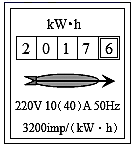 kW·h
2 0 1 7 6
220V 10(40)A 50Hz
3200imp/(kW·h)